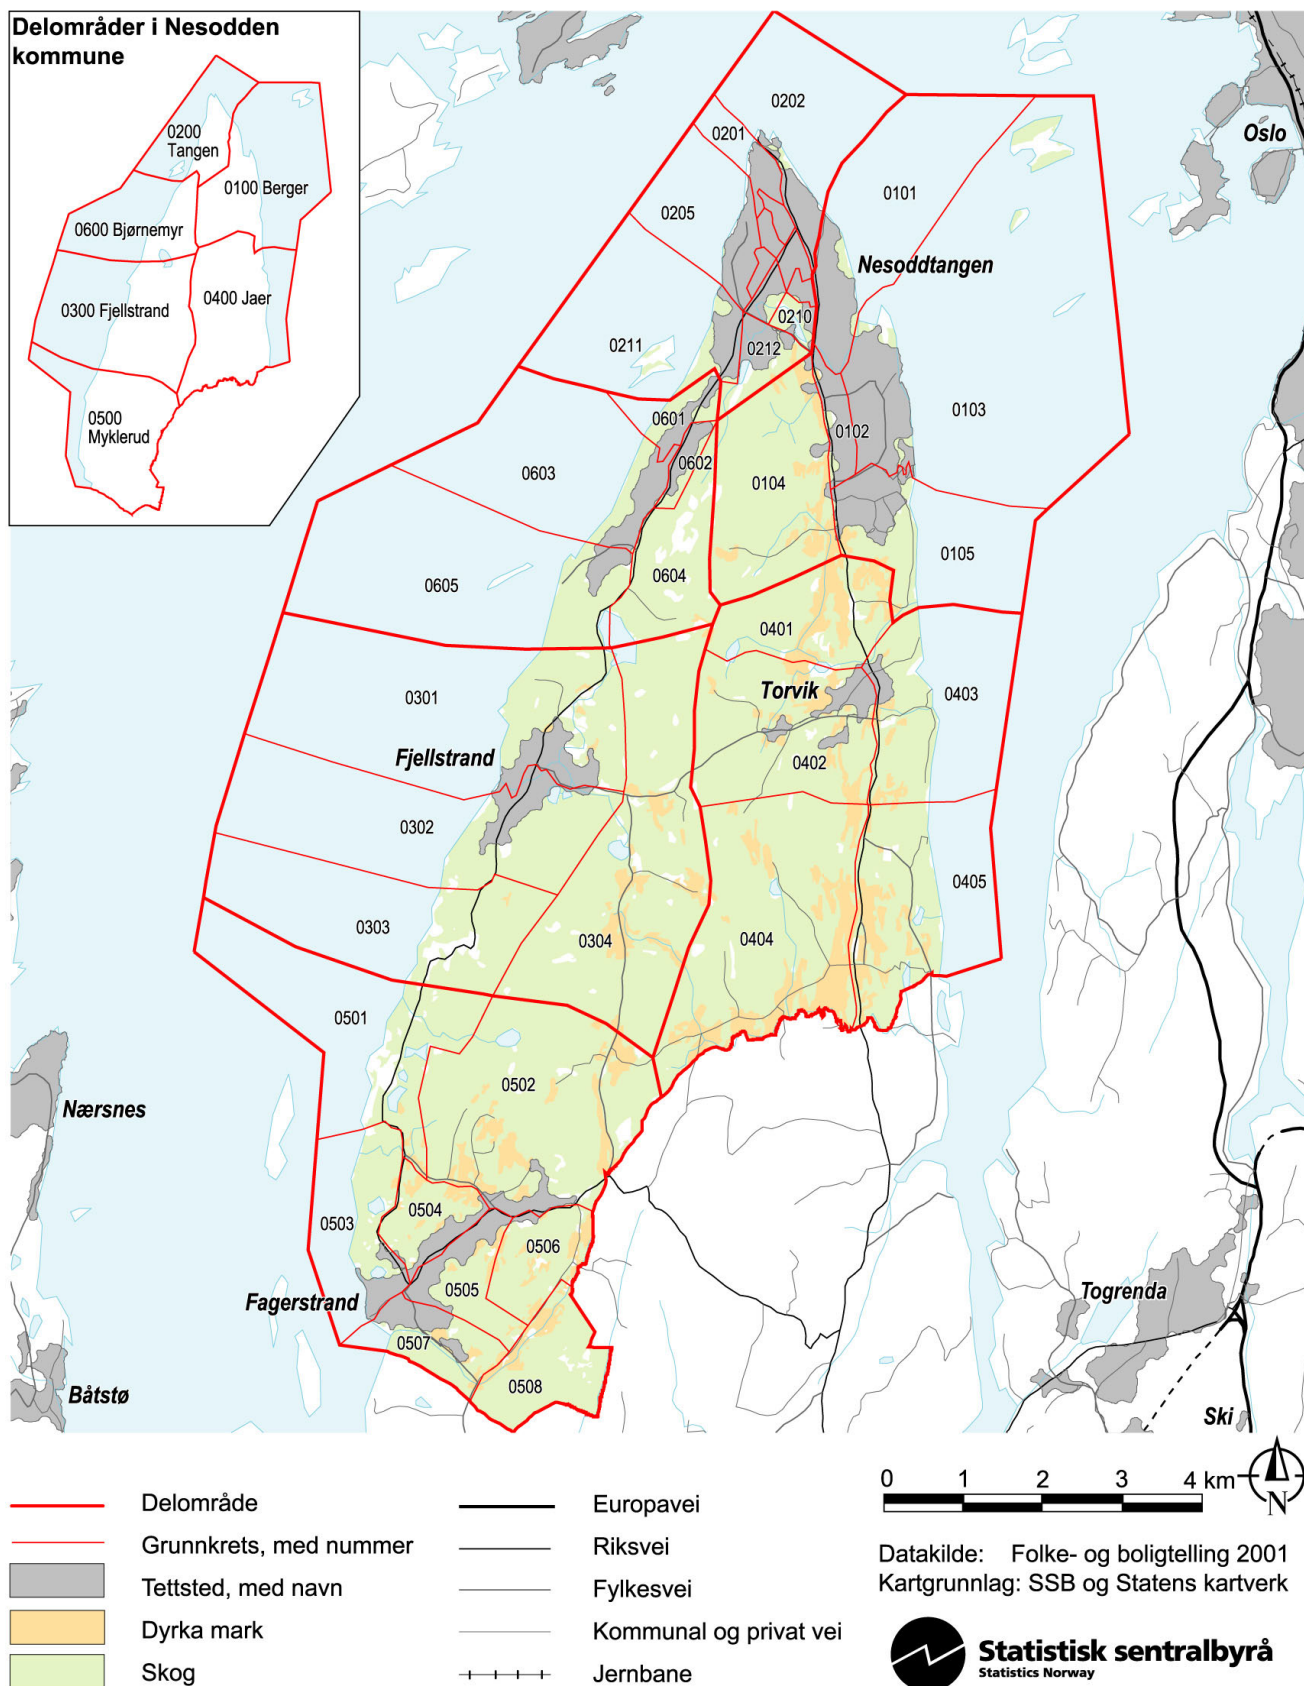 Delområder i Nesodden
kommune
0200
Tangen
0100 Berger
0600 Bjørnemyr
0300 Fjellstrand
0400 Jaer
0500
Myklerud
0202
0201
Oslo
0101
0205
Nesoddtangen
0210
0211
0212
0103
0601
0102
0602
0603
0104
0105
0604
0605
0401
0301
Torvik
0403
Fjellstrand
0402
0302
0405
0303
0304
0404
0501
0502
Nærsnes
0504
0503
0506
0505
Fagerstrand
Togrenda
0507
0508
Båtstø
Ski
Delområde
Grunnkrets, med nummer
Tettsted, med navn
Dyrka mark
Skog
Europavei
Riksvei
Fylkesvei
Kommunal og privat vei
Jernbane
0 1 2 3 4 km
N
Datakilde: Folke- og boligtelling 2001
Kartgrunnlag: SSB og Statens kartverk
Statistisk sentralbyrå
Statistics Norway